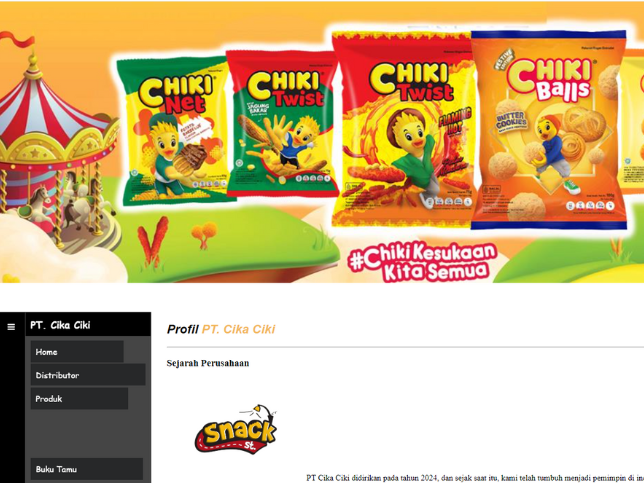 CHIKI Net
CHIKI Twist
JAGUNG BAKAR
CHIKI Twist
FLAMING HOT
CHIKI Balls
BUTTER COOKIES
#Chiki Kesukaan
Kita Semua
PT. Cika Ciki
Home
Distributor
Produk
Buku Tamu
Profil PT. Cika Ciki
Sejarah Perusahaan
Snack
St.
PT Cika Ciki didirikan pada tahun 2024, dan sejak saat itu, kami telah tumbuh menjadi pemimpin di in